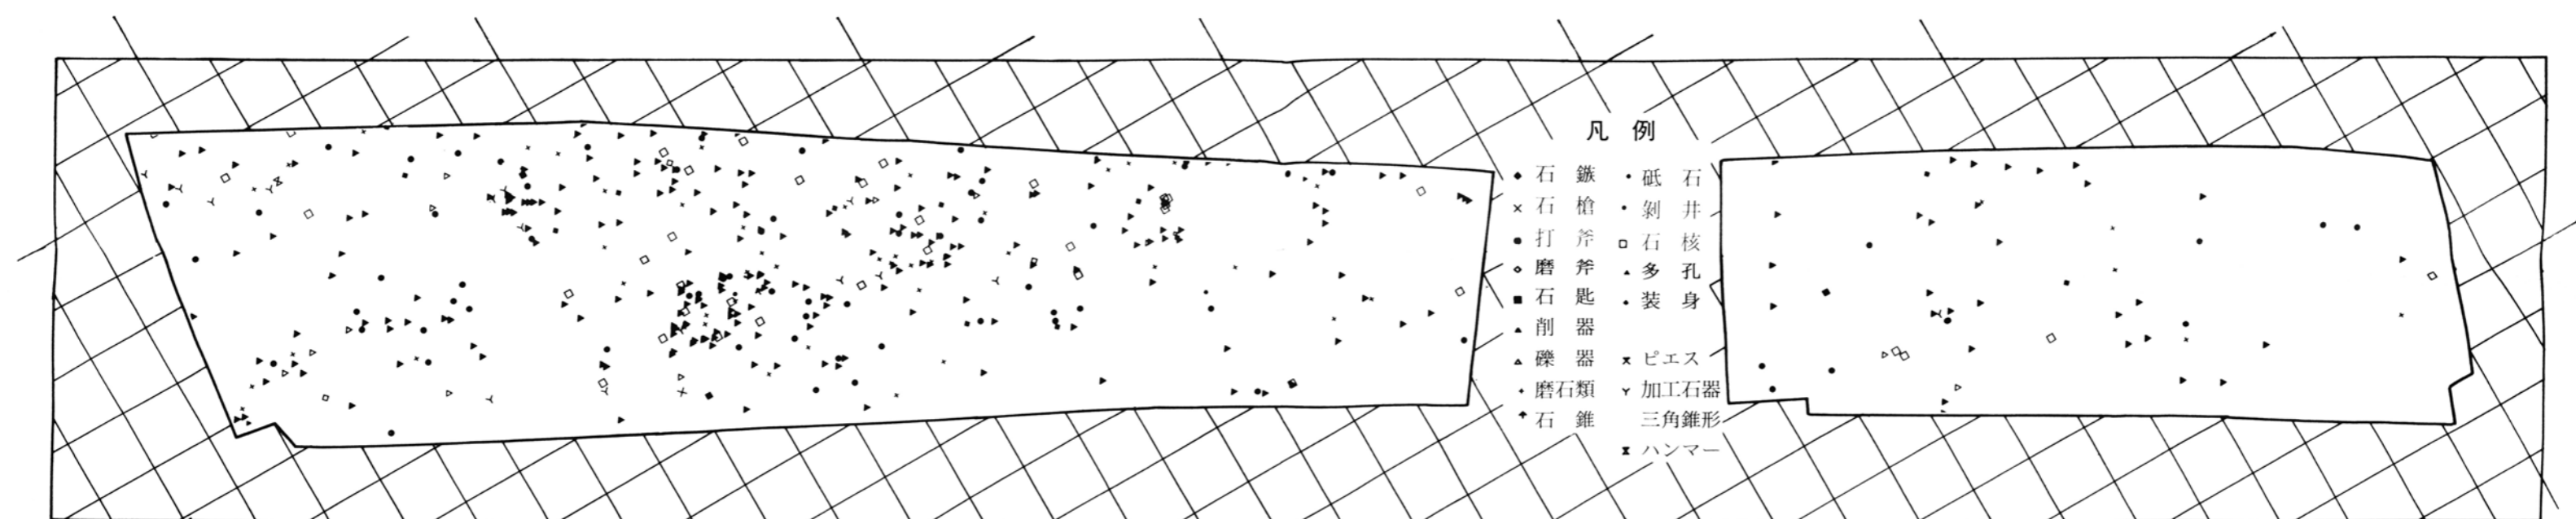 凡 例
石 鏃
石 槍
打 斧
磨 斧
石 匙
削 器
礫 器
磨石類
石 錐
砥 石
剝 井
石 核
多 孔
装 身
ピエス
加工石器
三角錐形
ハンマー